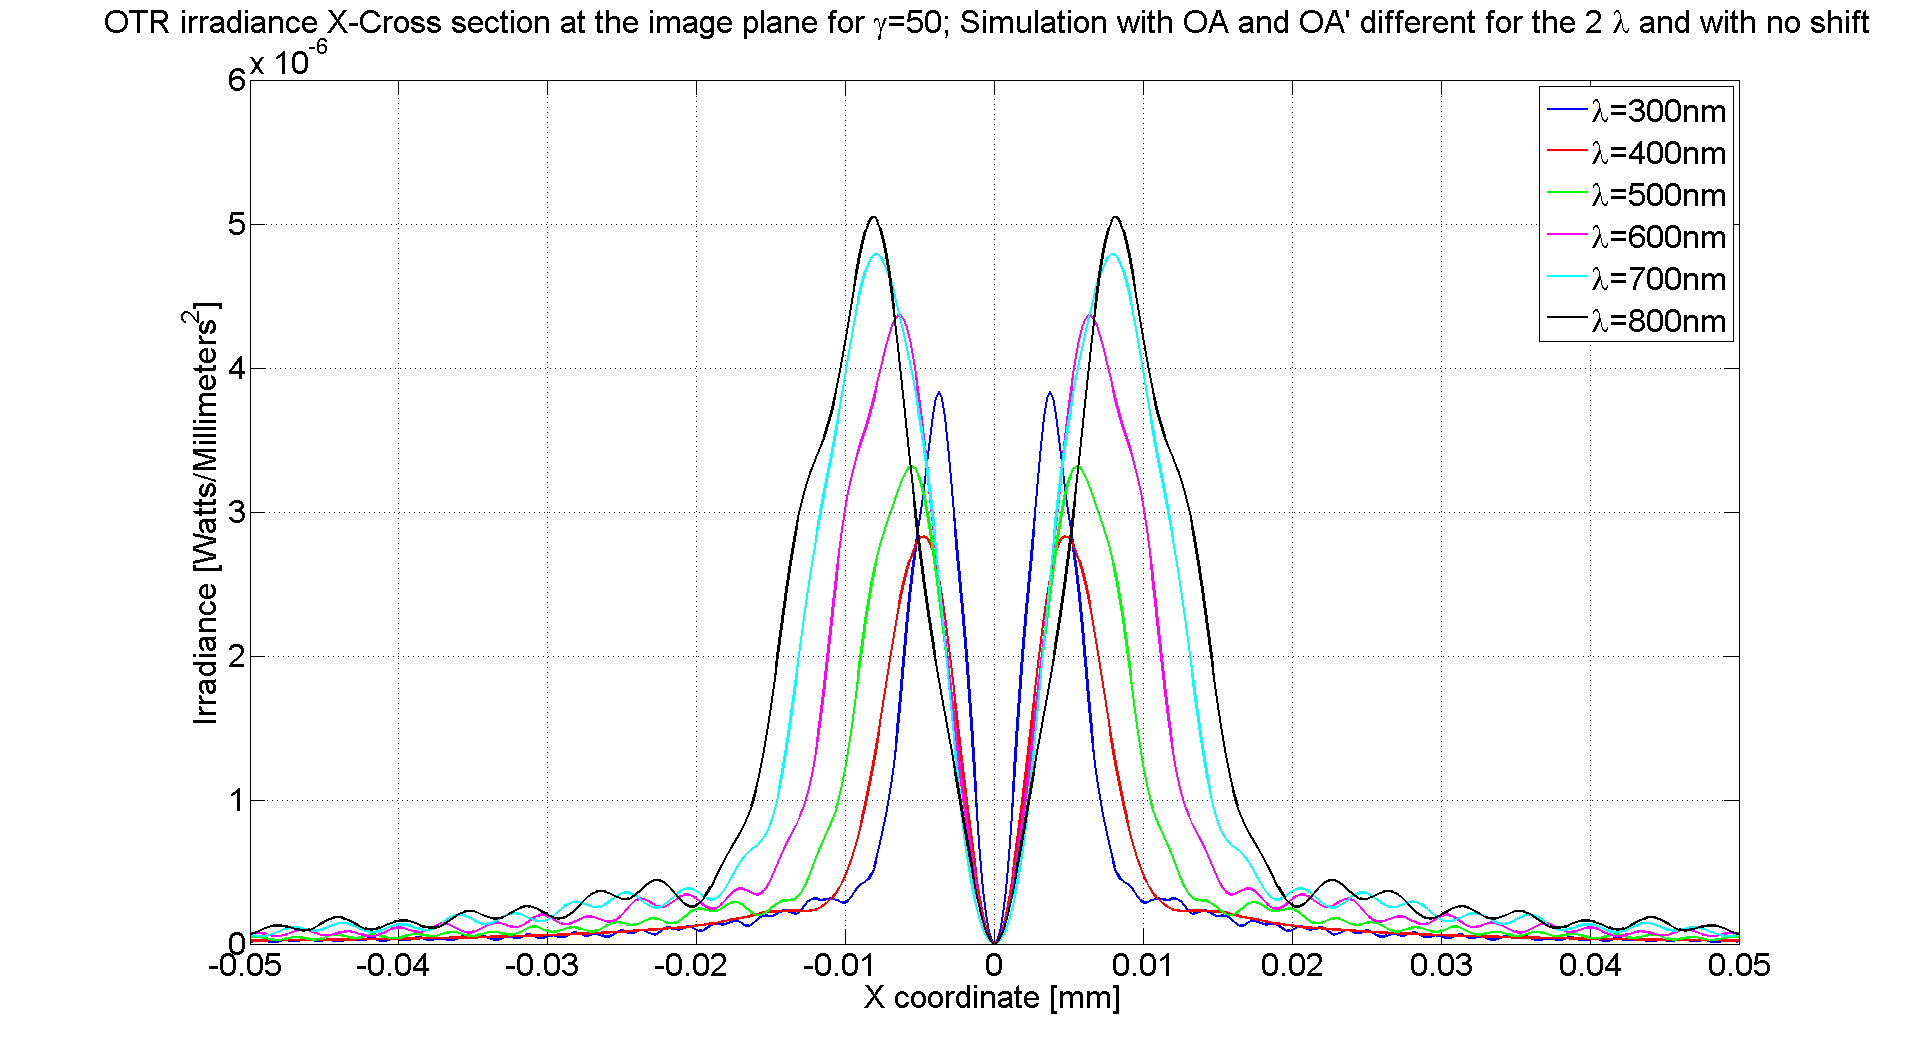 OTR irradiance X-Cross section at the image plane for γ=50; Simulation with OA and OA' different for the 2 λ and with no shift
x 10^-6
6
5
4
3
2
1
0
Irradiance [Watts/Millimeters^2]
λ=300nm
λ=400nm
λ=500nm
λ=600nm
λ=700nm
λ=800nm
-0.05 -0.04 -0.03 -0.02 -0.01 0 0.01 0.02 0.03 0.04 0.05
X coordinate [mm]